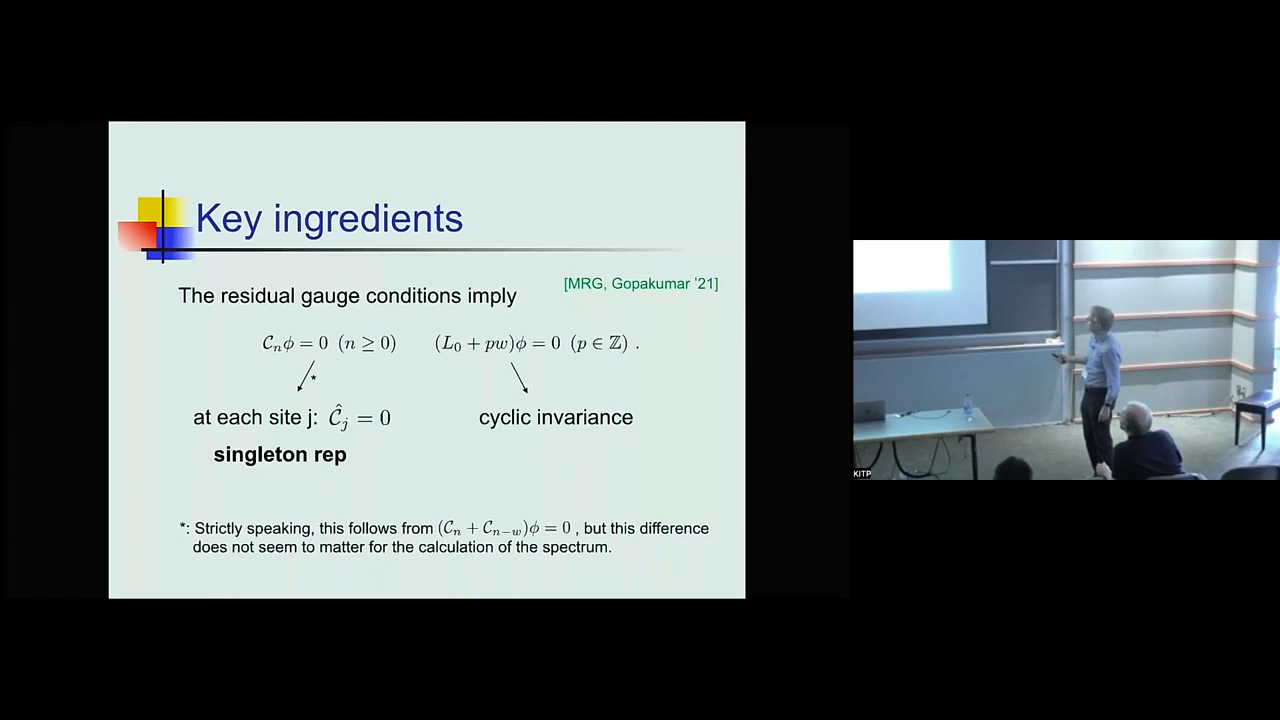 Key ingredients
[MRG, Gopakumar '21]
The residual gauge conditions imply
𝒞ₙϕ = 0 (n ≥ 0) (L₀ + pw)ϕ = 0 (p ∈ ℤ) .
*
at each site j: 𝒞̂ⱼ = 0 cyclic invariance
singleton rep
*: Strictly speaking, this follows from (𝒞ₙ + 𝒞ₙ₋w)ϕ = 0 , but this difference
does not seem to matter for the calculation of the spectrum.
KITP